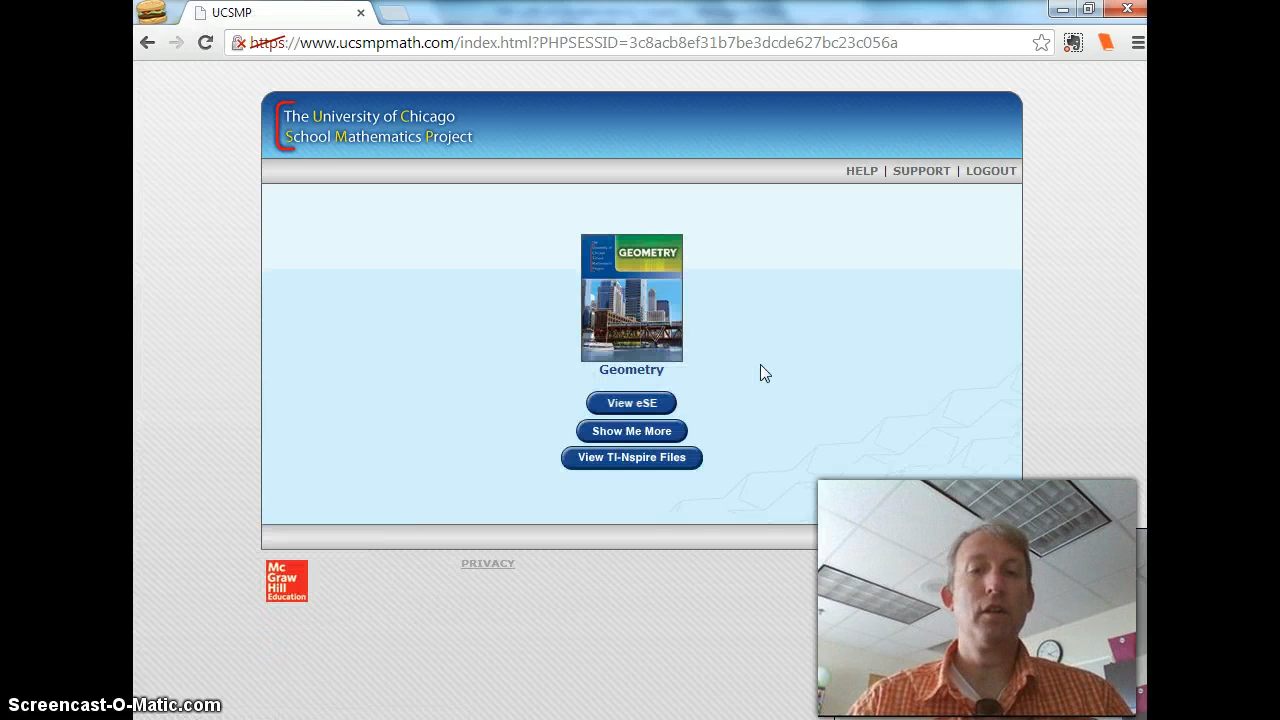 UCSMP
https://www.ucsmpmath.com/index.html?PHPSESSID=3c8acb8ef31b7be3dcde627bc23c056a
The University of Chicago
School Mathematics Project
HELP | SUPPORT | LOGOUT
GEOMETRY
Geometry
View eSE
Show Me More
View TI-Nspire Files
Mc
Graw
Hill
Education
PRIVACY
Screencast-O-Matic.com